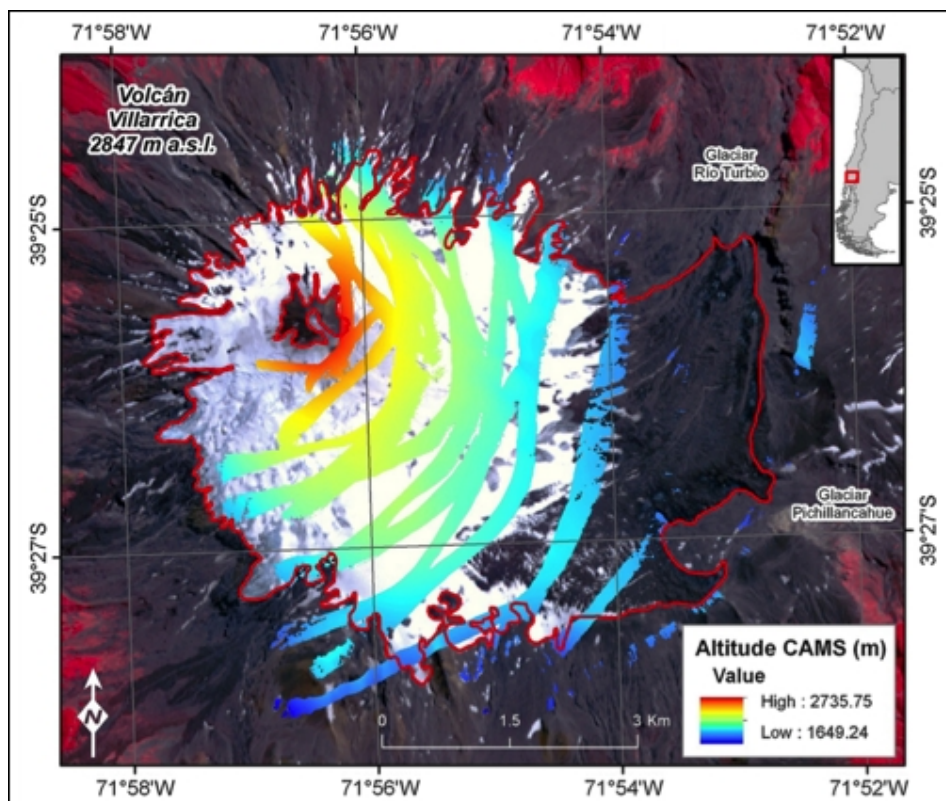 71°58'W 71°56'W 71°54'W 71°52'W
Volcán
Villarrica
2847 m a.s.l.
Glaciar
Río Turbio
39°25'S
39°25'S
Glaciar
Pichillancahue
39°27'S
39°27'S
Altitude CAMS (m)
Value
High : 2735.75
Low : 1649.24
N
0 1.5 3 Km
71°58'W 71°56'W 71°54'W 71°52'W